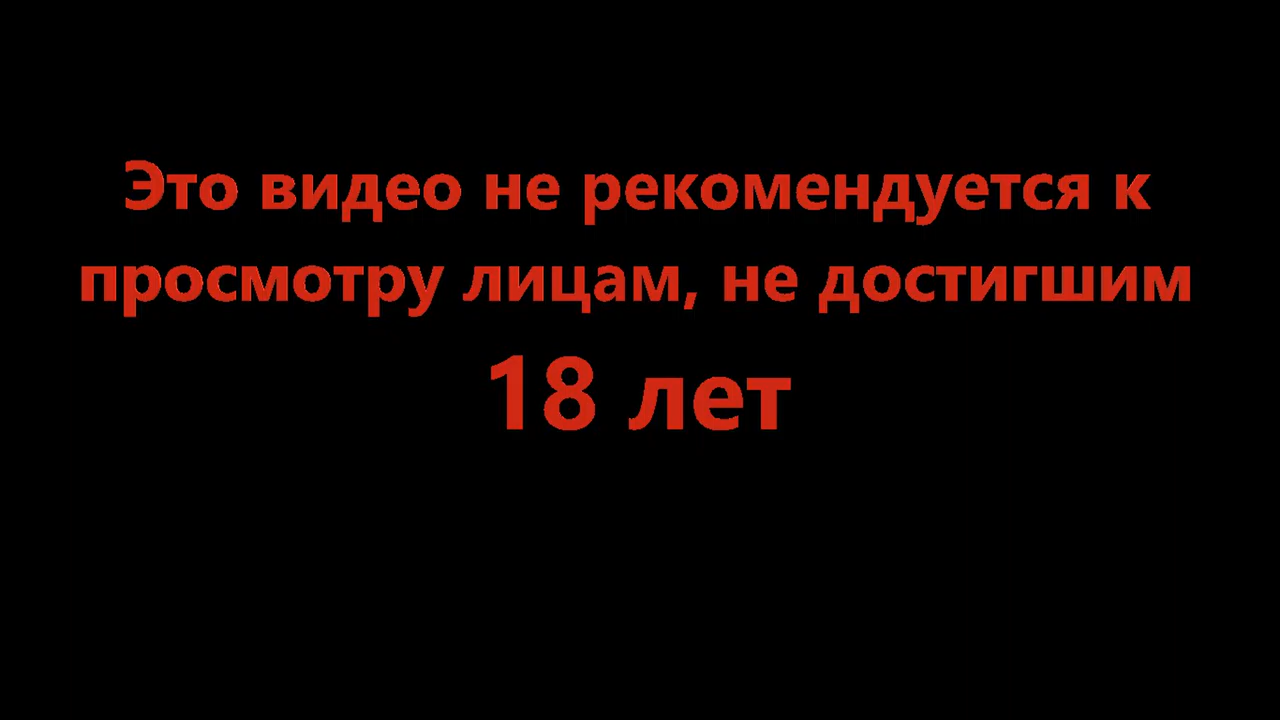 Это видео не рекомендуется к
просмотру лицам, не достигшим
18 лет